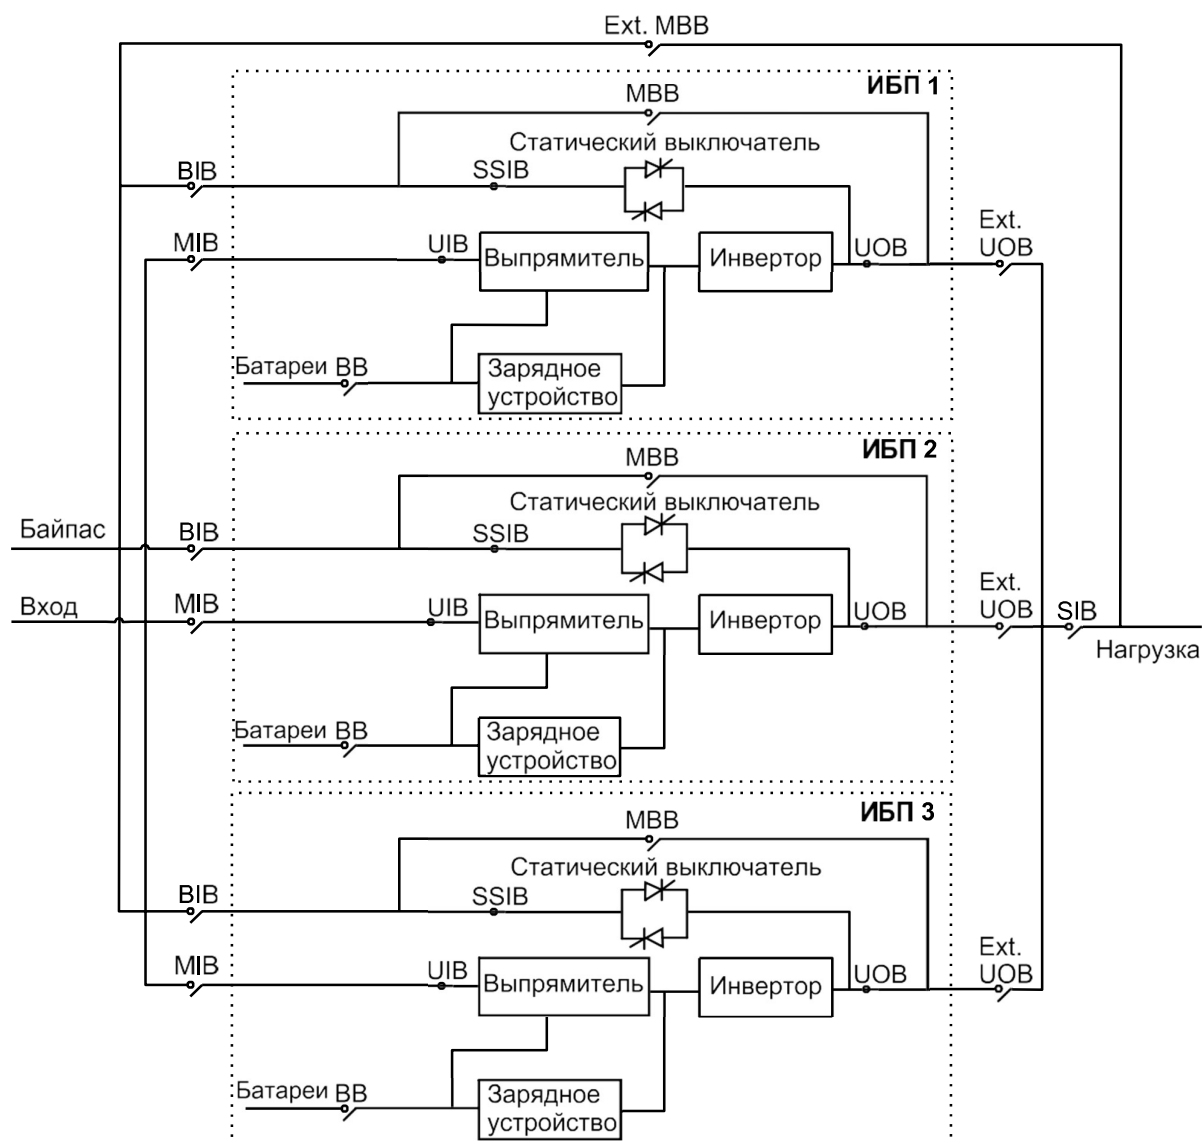 Ext. MBB
ИБП 1
MBB
Статический выключатель
BIB
SSIB
Ext.
UOB
MIB
UIB
Выпрямитель
Инвертор
UOB
Батареи BB
Зарядное
устройство
ИБП 2
MBB
Статический выключатель
Байпас
BIB
SSIB
Ext.
UOB
SIB
Вход
MIB
UIB
Выпрямитель
Инвертор
UOB
Нагрузка
Батареи BB
Зарядное
устройство
ИБП 3
MBB
Статический выключатель
BIB
SSIB
Ext.
UOB
MIB
UIB
Выпрямитель
Инвертор
UOB
Батареи BB
Зарядное
устройство